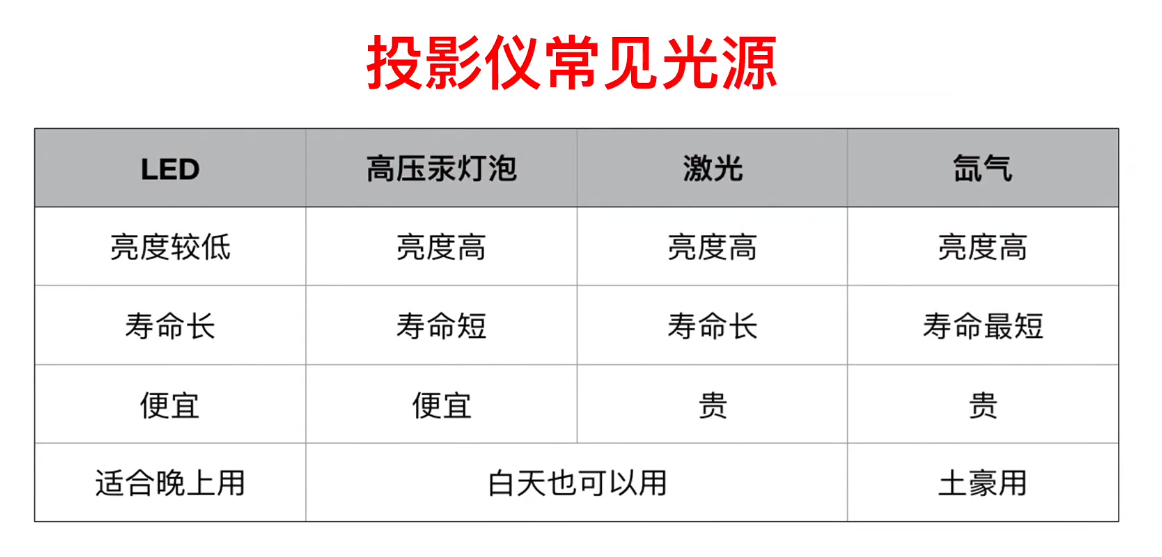 投影仪常见光源
LED 高压汞灯泡 激光 氙气
亮度较低 亮度高 亮度高 亮度高
寿命长 寿命短 寿命长 寿命最短
便宜 便宜 贵 贵
适合晚上用 白天也可以用 土豪用